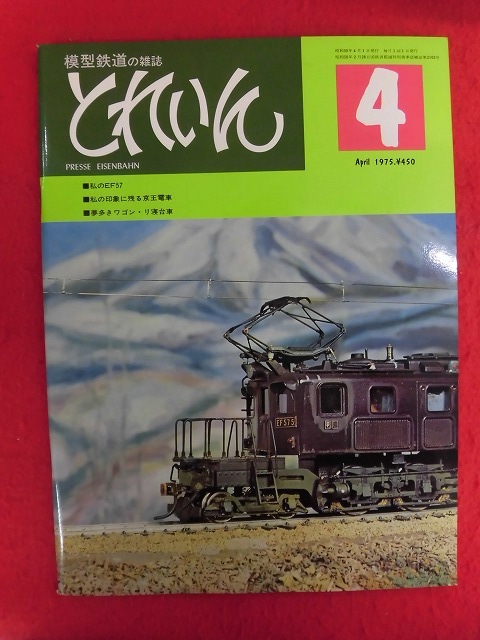 模型鉄道の雑誌
とれいん
PRESSE EISENBAHN
■私のEF57
■私の印象に残る京王電車
■夢多きワゴン・リ寝台車
4
April 1975.¥450
EF575